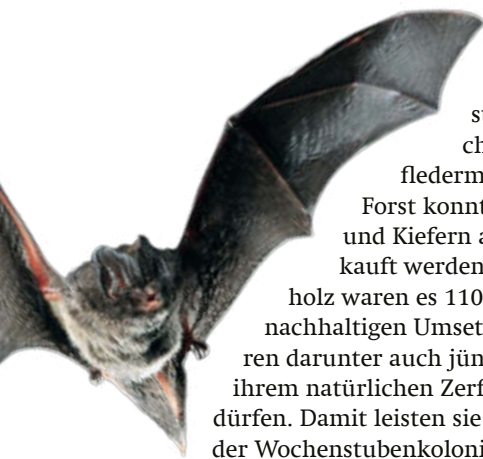 st
ch
flederm
Forst konnt
und Kiefern a
kauft werden
holz waren es 110
nachhaltigen Umset
ren darunter auch jün
ihrem natürlichen Zerf
dürfen. Damit leisten sie
der Wochenstubenkoloni